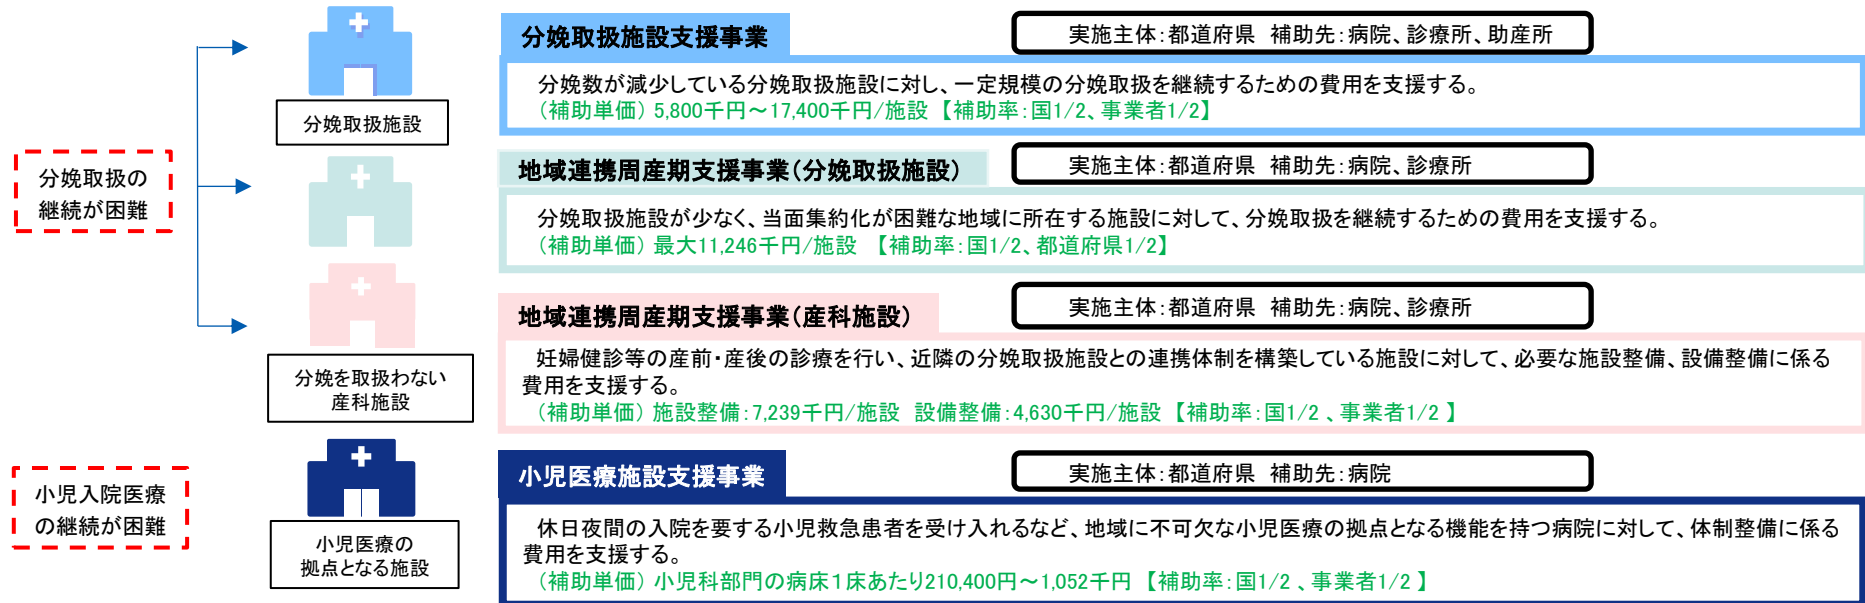 分娩取扱の
継続が困難
分娩取扱施設
分娩取扱施設支援事業
実施主体：都道府県 補助先：病院、診療所、助産所
分娩数が減少している分娩取扱施設に対し、一定規模の分娩取扱を継続するための費用を支援する。
（補助単価） 5,800千円～17,400千円/施設 【補助率：国1/2、事業者1/2】
地域連携周産期支援事業（分娩取扱施設）
実施主体：都道府県 補助先：病院、診療所
分娩取扱施設が少なく、当面集約化が困難な地域に所在する施設に対して、分娩取扱を継続するための費用を支援する。
（補助単価） 最大11,246千円/施設 【補助率：国1/2、都道府県1/2】
分娩を取扱わない
産科施設
地域連携周産期支援事業（産科施設）
実施主体：都道府県 補助先：病院、診療所
妊婦健診等の産前・産後の診療を行い、近隣の分娩取扱施設との連携体制を構築している施設に対して、必要な施設整備、設備整備に係る
費用を支援する。
（補助単価） 施設整備：7,239千円/施設 設備整備：4,630千円/施設 【補助率：国1/2 、事業者1/2 】
小児入院医療
の継続が困難
小児医療の
拠点となる施設
小児医療施設支援事業
実施主体：都道府県 補助先：病院
休日夜間の入院を要する小児救急患者を受け入れるなど、地域に不可欠な小児医療の拠点となる機能を持つ病院に対して、体制整備に係る
費用を支援する。
（補助単価） 小児科部門の病床１床あたり210,400円～1,052千円 【補助率：国1/2 、事業者1/2 】